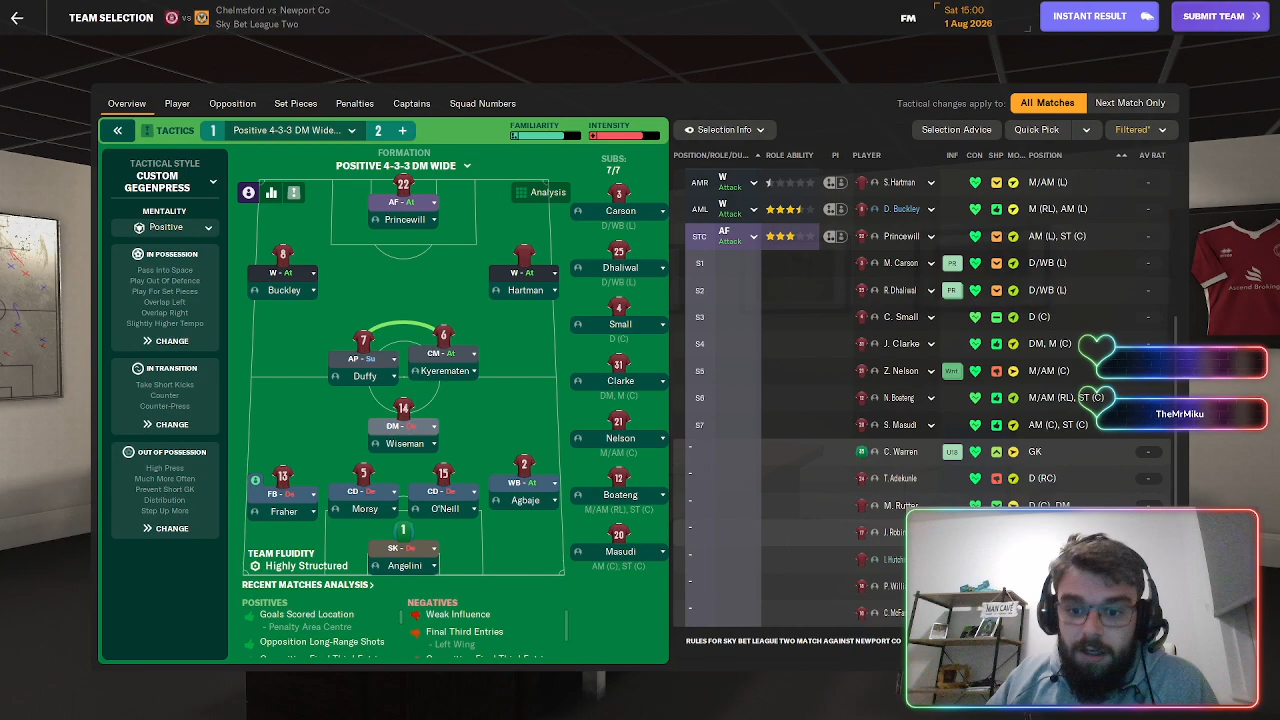 TEAM SELECTION
vs
Chelmsford vs Newport Co
Sky Bet League Two
FM
Sat 15:00
1 Aug 2026
INSTANT RESULT
SUBMIT TEAM
Overview
Player
Opposition
Set Pieces
Penalties
Captains
Squad Numbers
Tactical changes apply to:
All Matches
Next Match Only
TACTICS
1
Positive 4-3-3 DM Wide...
2
+
FAMILIARITY
INTENSITY
Selection Info
Selection Advice
Quick Pick
Filtered*
TACTICAL STYLE
CUSTOM
GEGENPRESS
MENTALITY
Positive
IN POSSESSION
Pass Into Space
Play Out Of Defence
Play For Set Pieces
Overlap Left
Overlap Right
Slightly Higher Tempo
CHANGE
IN TRANSITION
Take Short Kicks
Counter
Counter-Press
CHANGE
OUT OF POSSESSION
High Press
Much More Often
Prevent Short GK
Distribution
Step Up More
CHANGE
FORMATION
POSITIVE 4-3-3 DM WIDE
Analysis
22
AF - At
Princewill
8
W - At
Buckley
W - At
Hartman
7
AP - Su
Duffy
6
CM - At
Kyerematen
14
DM - De
Wiseman
13
FB - De
Fraher
5
CD - De
Morsy
15
CD - De
O'Neill
2
WB - At
Agbaje
1
SK - De
Angelini
TEAM FLUIDITY
Highly Structured
RECENT MATCHES ANALYSIS
POSITIVES
Goals Scored Location
- Penalty Area Centre
Opposition Long-Range Shots
NEGATIVES
Weak Influence
Final Third Entries
- Left Wing
SUBS:
7/7
3
Carson
D/WB (L)
25
Dhaliwal
D/WB (L)
4
Small
D (C)
31
Clarke
DM, M (C)
21
Nelson
M/AM (C)
12
Boateng
M/AM (RL), ST (C)
20
Masudi
AM (C), ST (C)
POSITION/ROLE/DU...
ROLE ABILITY
PI
PLAYER
INF
CON
SHP
MO...
POSITION
AV RAT
AMR
W
Attack
S.Hartman
M/AM (L)
-
AML
W
Attack
D. Buckley
M (RL), AM (L)
-
STC
AF
Attack
Princewill
AM (L), ST (C)
-
S1
M. Carson
PR
D/WB (L)
-
S2
R.Dhaliwal
PR
D/WB (L)
-
S3
C. Small
D (C)
-
S4
J. Clarke
DM, M (C)
S5
Z. Nelson
Wnt
M/AM (C)
S6
N. Boateng
M/AM (RL), ST (C)
S7
S. Masudi
AM (C), ST (C)
-
C. Warren
U18
GK
-
-
T. Adekunle
D (RC)
-
-
M. Rutter
-
TheMrMiku
RULES FOR SKY BET LEAGUE TWO MATCH AGAINST NEWPORT CO
MAN CAVE
Ascend Broking